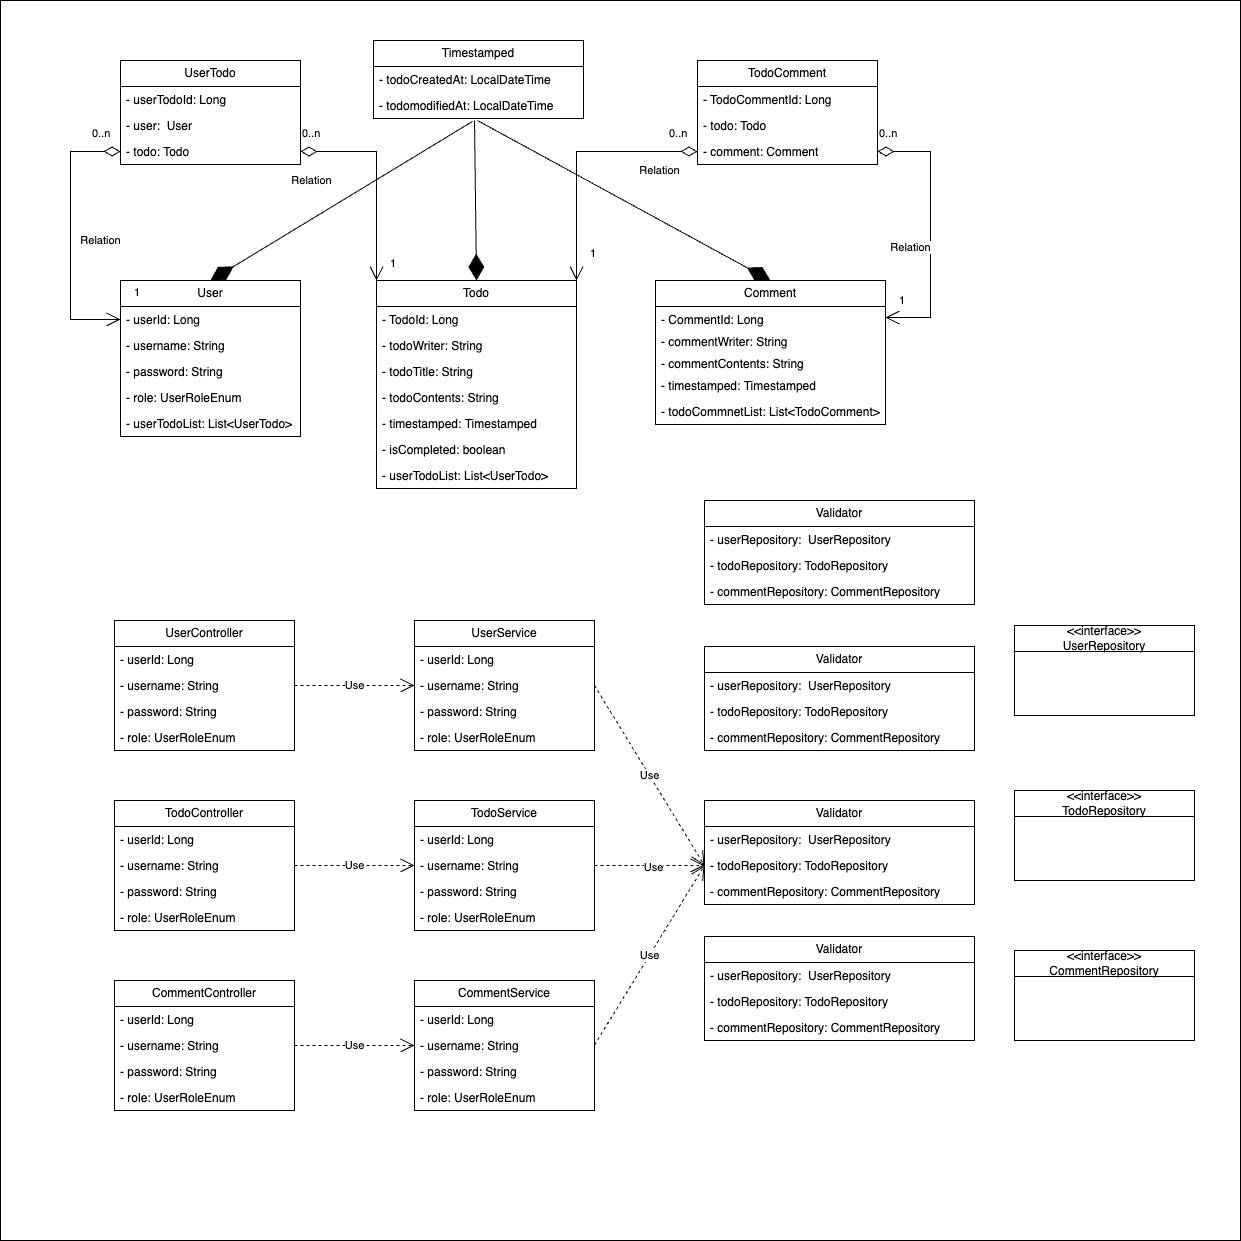 Timestamped
- todoCreatedAt: LocalDateTime
- todomodifiedAt: LocalDateTime
UserTodo
- userTodoId: Long
- user:  User
- todo: Todo
TodoComment
- TodoCommentId: Long
- todo: Todo
- comment: Comment
0..n
0..n
0..n
0..n
Relation
Relation
Relation
Relation
1
1
1
1
User
- userId: Long
- username: String
- password: String
- role: UserRoleEnum
- userTodoList: List<UserTodo>
Todo
- TodoId: Long
- todoWriter: String
- todoTitle: String
- todoContents: String
- timestamped: Timestamped
- isCompleted: boolean
- userTodoList: List<UserTodo>
Comment
- CommentId: Long
- commentWriter: String
- commentContents: String
- timestamped: Timestamped
- todoCommnetList: List<TodoComment>
Validator
- userRepository:  UserRepository
- todoRepository: TodoRepository
- commentRepository: CommentRepository
UserController
- userId: Long
- username: String
- password: String
- role: UserRoleEnum
Use
UserService
- userId: Long
- username: String
- password: String
- role: UserRoleEnum
Use
Validator
- userRepository:  UserRepository
- todoRepository: TodoRepository
- commentRepository: CommentRepository
<<interface>>
UserRepository
TodoController
- userId: Long
- username: String
- password: String
- role: UserRoleEnum
Use
TodoService
- userId: Long
- username: String
- password: String
- role: UserRoleEnum
Use
Validator
- userRepository:  UserRepository
- todoRepository: TodoRepository
- commentRepository: CommentRepository
<<interface>>
TodoRepository
CommentController
- userId: Long
- username: String
- password: String
- role: UserRoleEnum
Use
CommentService
- userId: Long
- username: String
- password: String
- role: UserRoleEnum
Use
Validator
- userRepository:  UserRepository
- todoRepository: TodoRepository
- commentRepository: CommentRepository
<<interface>>
CommentRepository